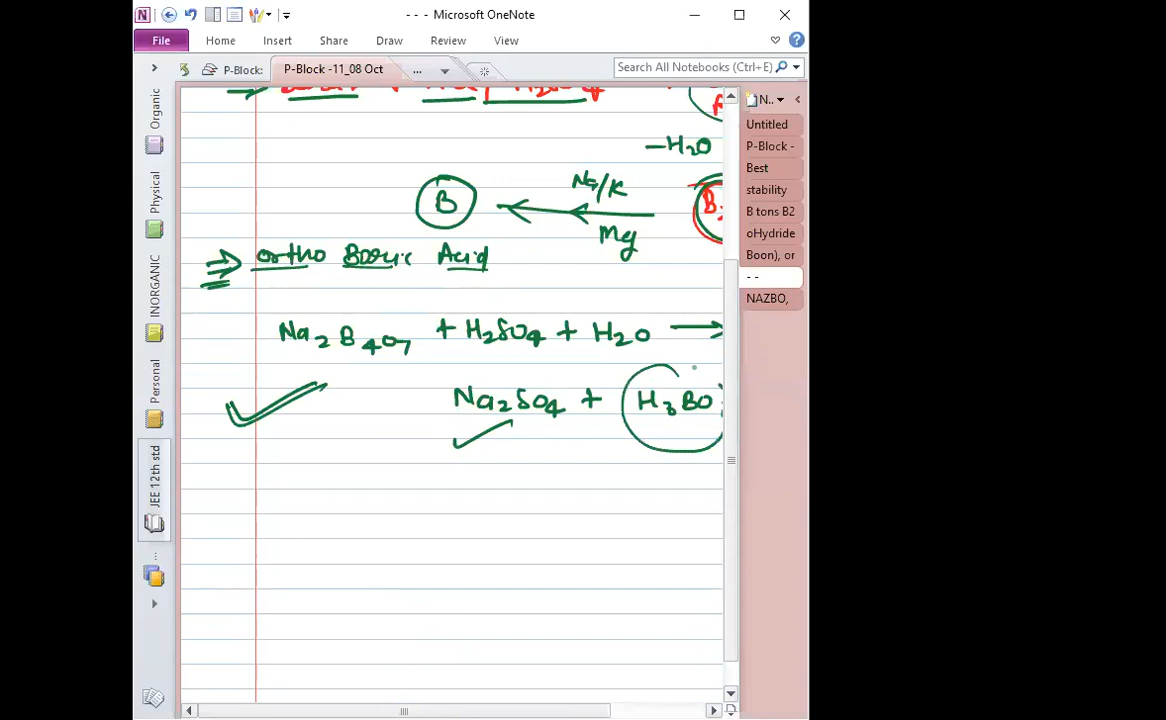 - - - Microsoft OneNote
File Home Insert Share Draw Review View
P-Block: P-Block -11_08 Oct ... Search All Notebooks (Ctrl+E)
Organic
Physical
INORGANIC
Personal
JEE 12th std
N..
Untitled
P-Block -
Best
stability
B tons B2
oHydride
Boon), or
- -
NAZBO,
-H2O
B Na/K
Mg
⇒ ortho Boric Acid
Na2B4O7 + H2SO4 + H2O →
Na2SO4 + H3BO